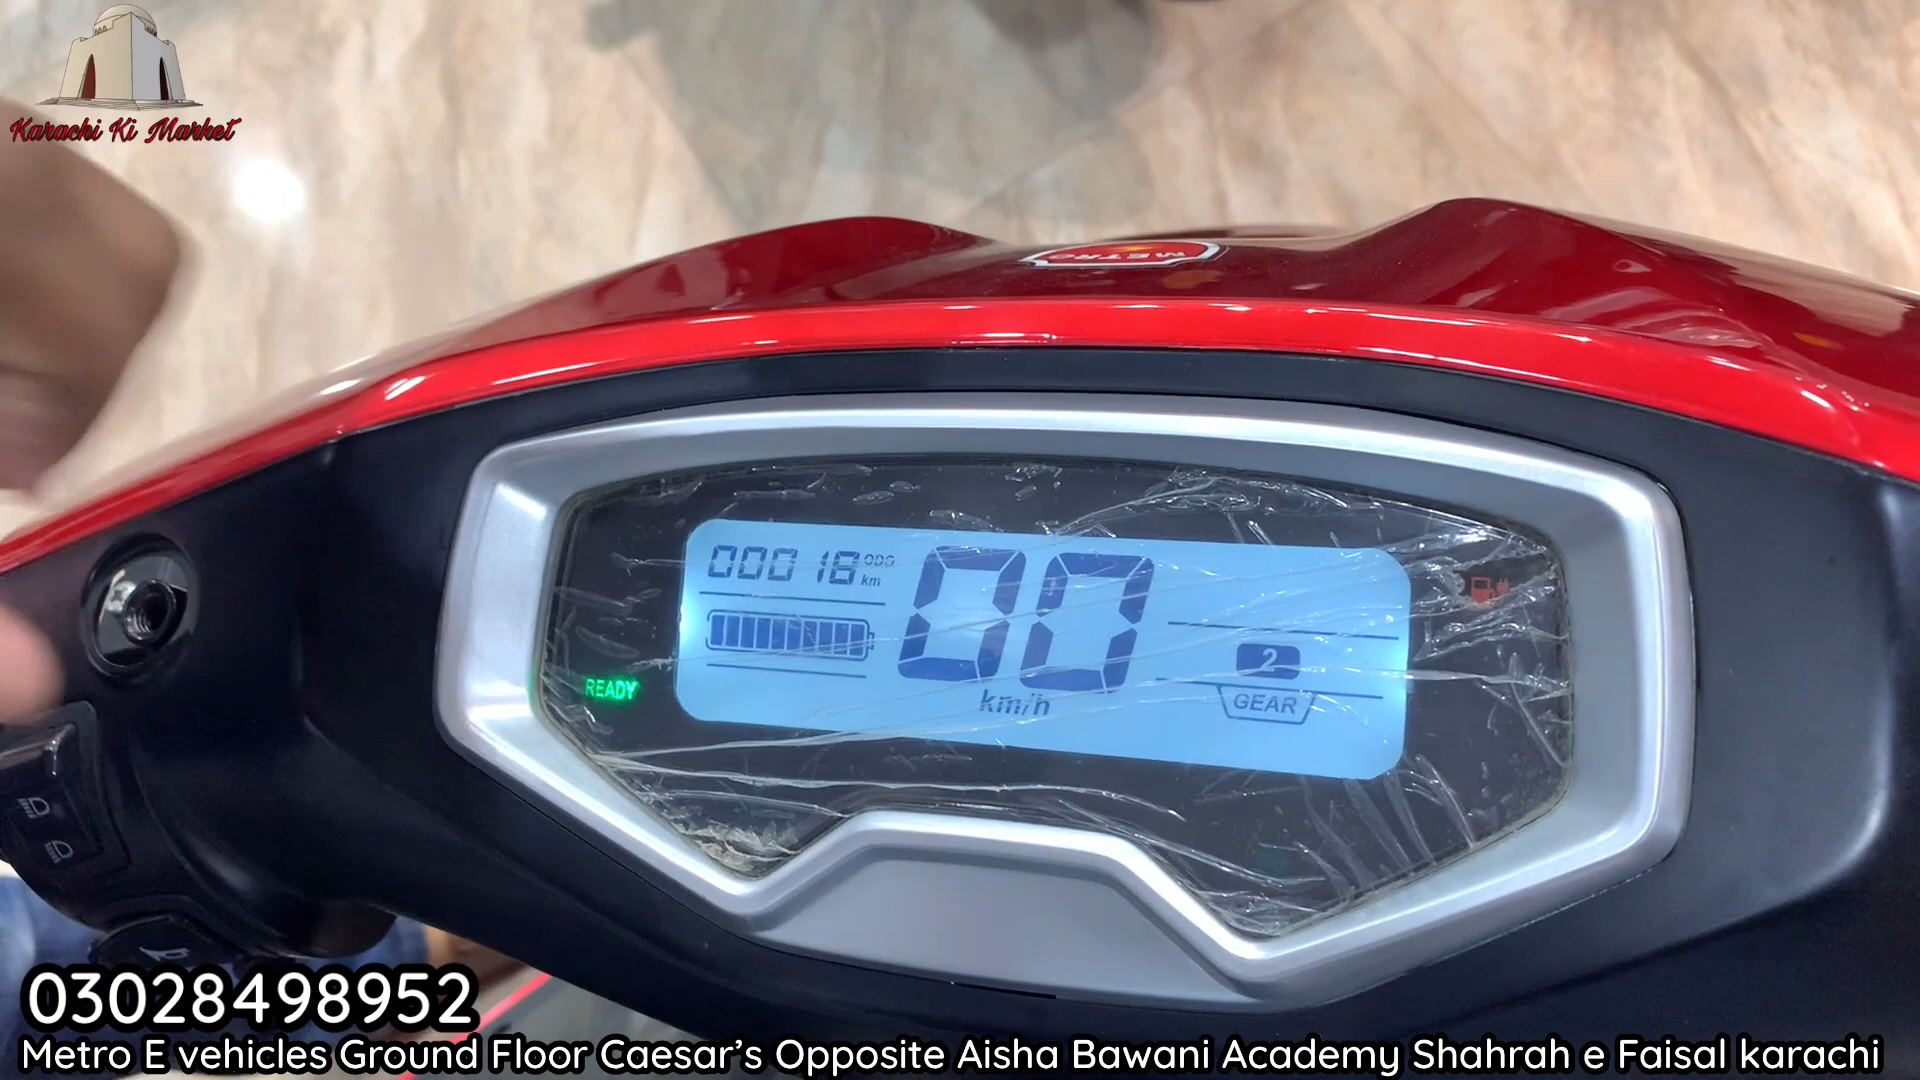 Karachi Ki Market
METRO
00018 ODO
km
00
km/h
2
GEAR
READY
03028498952
Metro E vehicles Ground Floor Caesar's Opposite Aisha Bawani Academy Shahrah e Faisal karachi